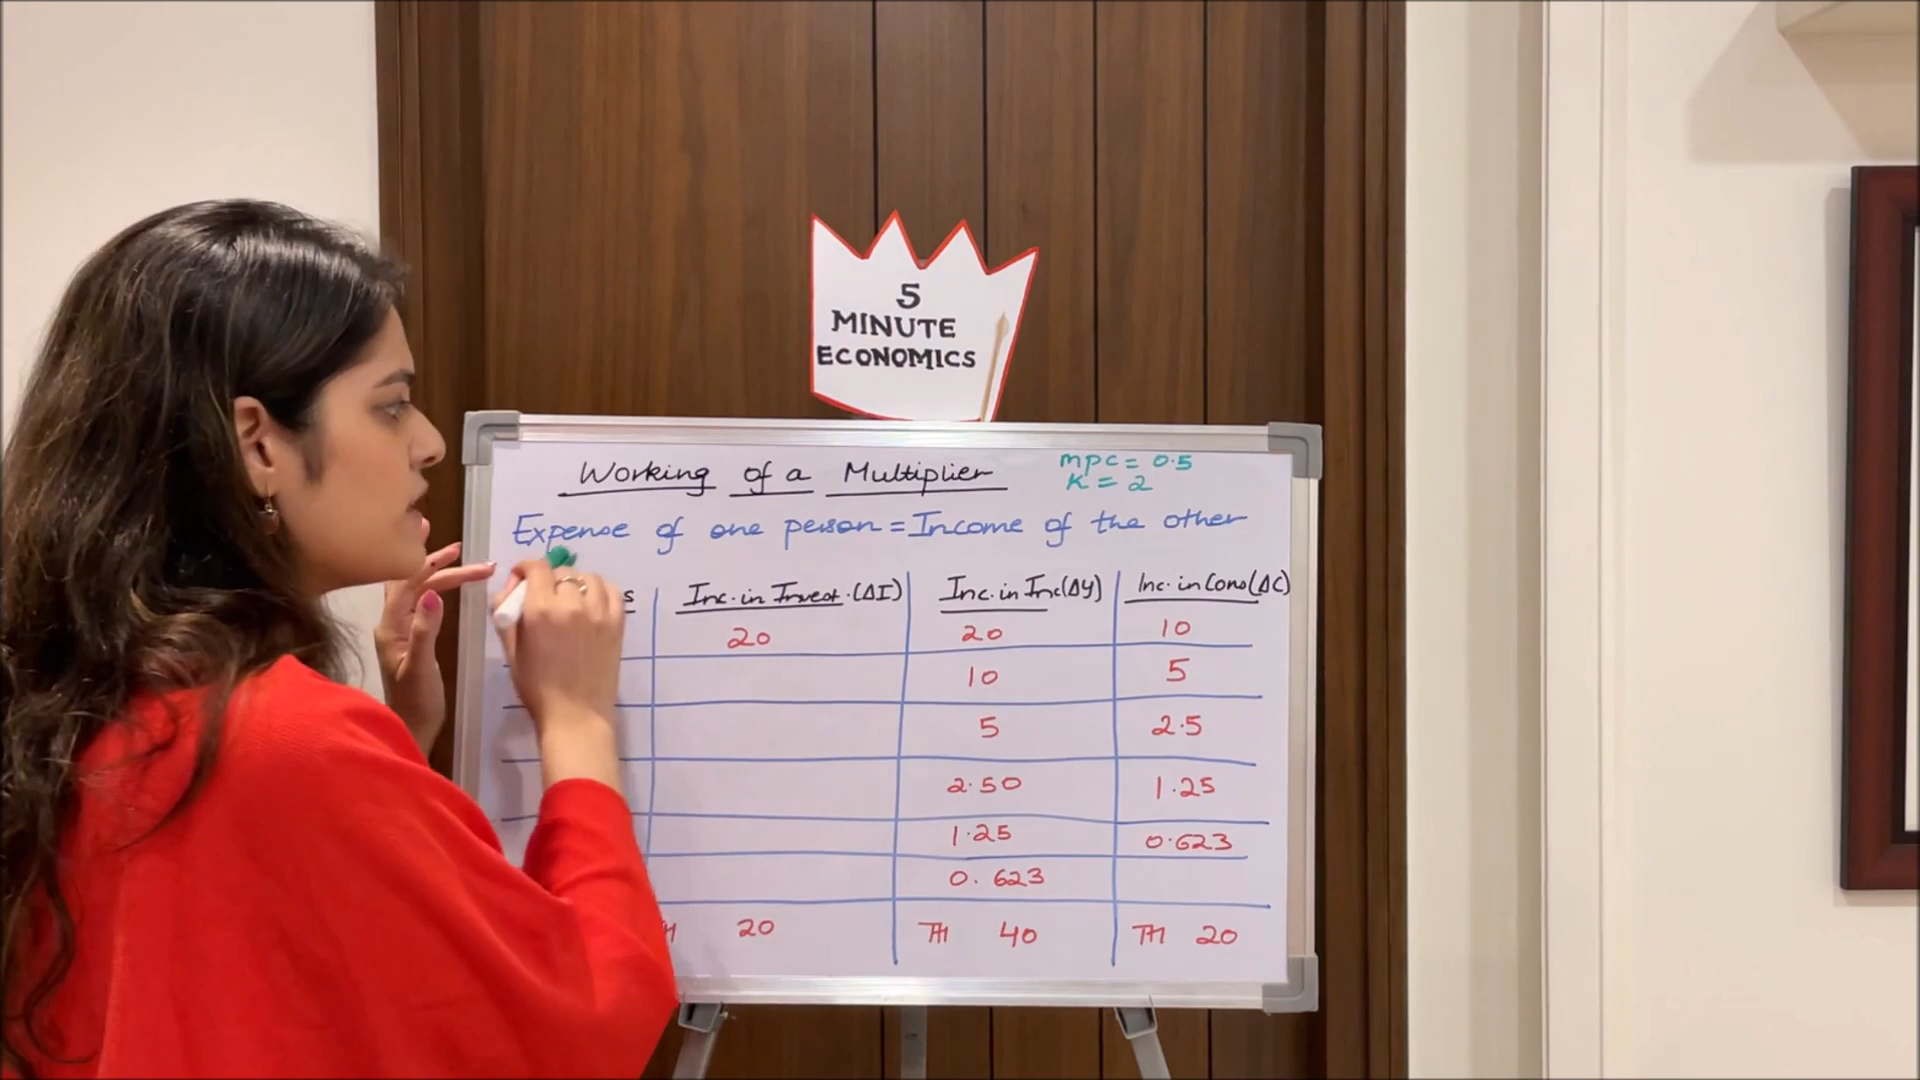 5
MINUTE
ECONOMICS
Working of a Multiplier
mpc = 0.5
K = 2
Expense of one person = Income of the other
s Inc. in Invest. (ΔI) Inc. in Inc (ΔY) Inc. in Cons (ΔC)
20 20 10
10 5
5 2.5
2.50 1.25
1.25 0.623
0.623
20 40 20